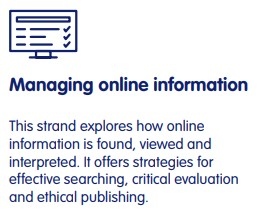 Managing online information
This strand explores how online
information is found, viewed and
interpreted. It offers strategies for
effective searching, critical evaluation
and ethical publishing.